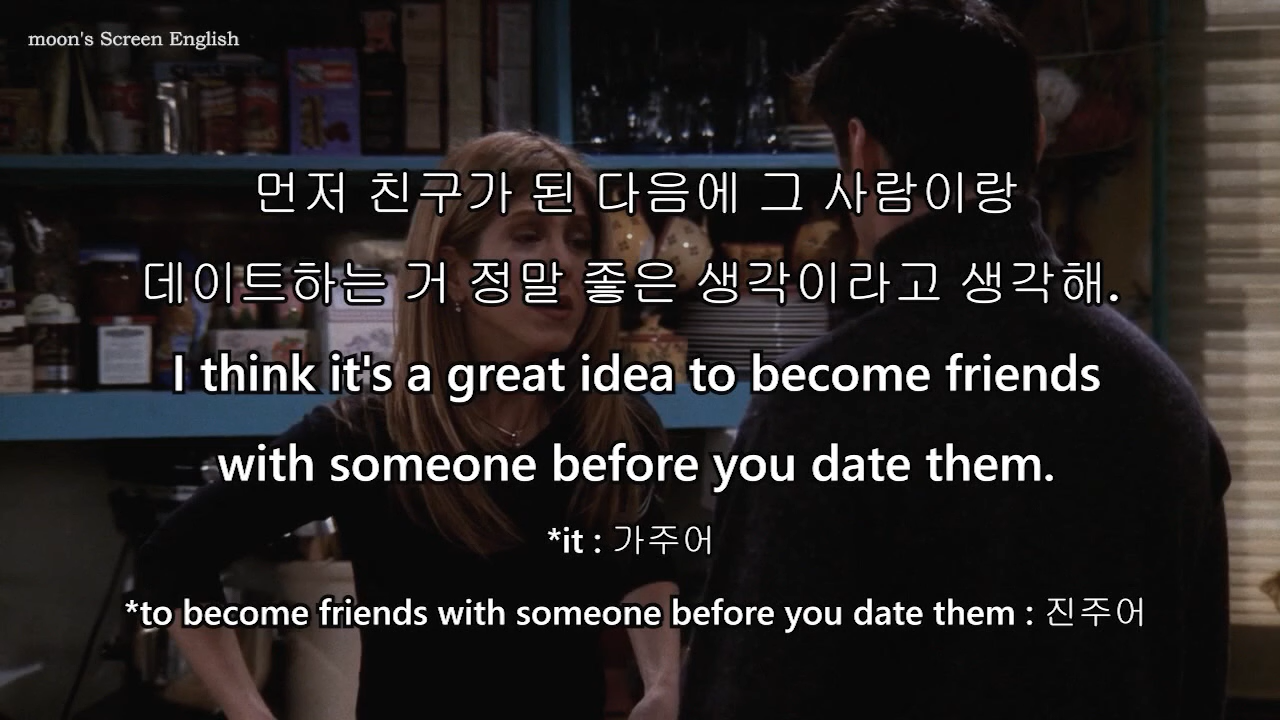 moon's Screen English
먼저 친구가 된 다음에 그 사람이랑
데이트하는 거 정말 좋은 생각이라고 생각해.
I think it's a great idea to become friends
with someone before you date them.
*it : 가주어
*to become friends with someone before you date them : 진주어